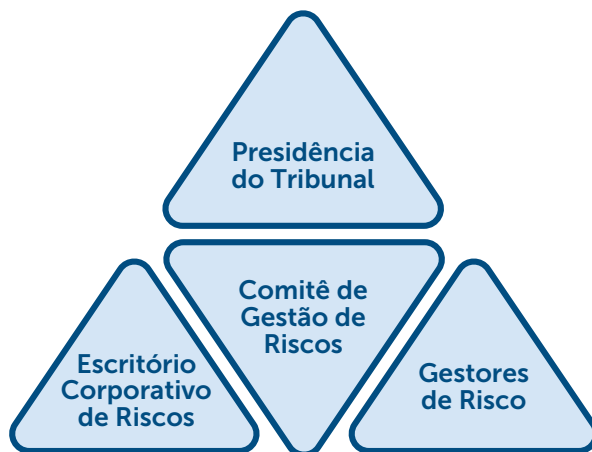 Presidência
do Tribunal
Comitê de
Gestão de
Riscos
Escritório
Corporativo
de Riscos
Gestores
de Risco